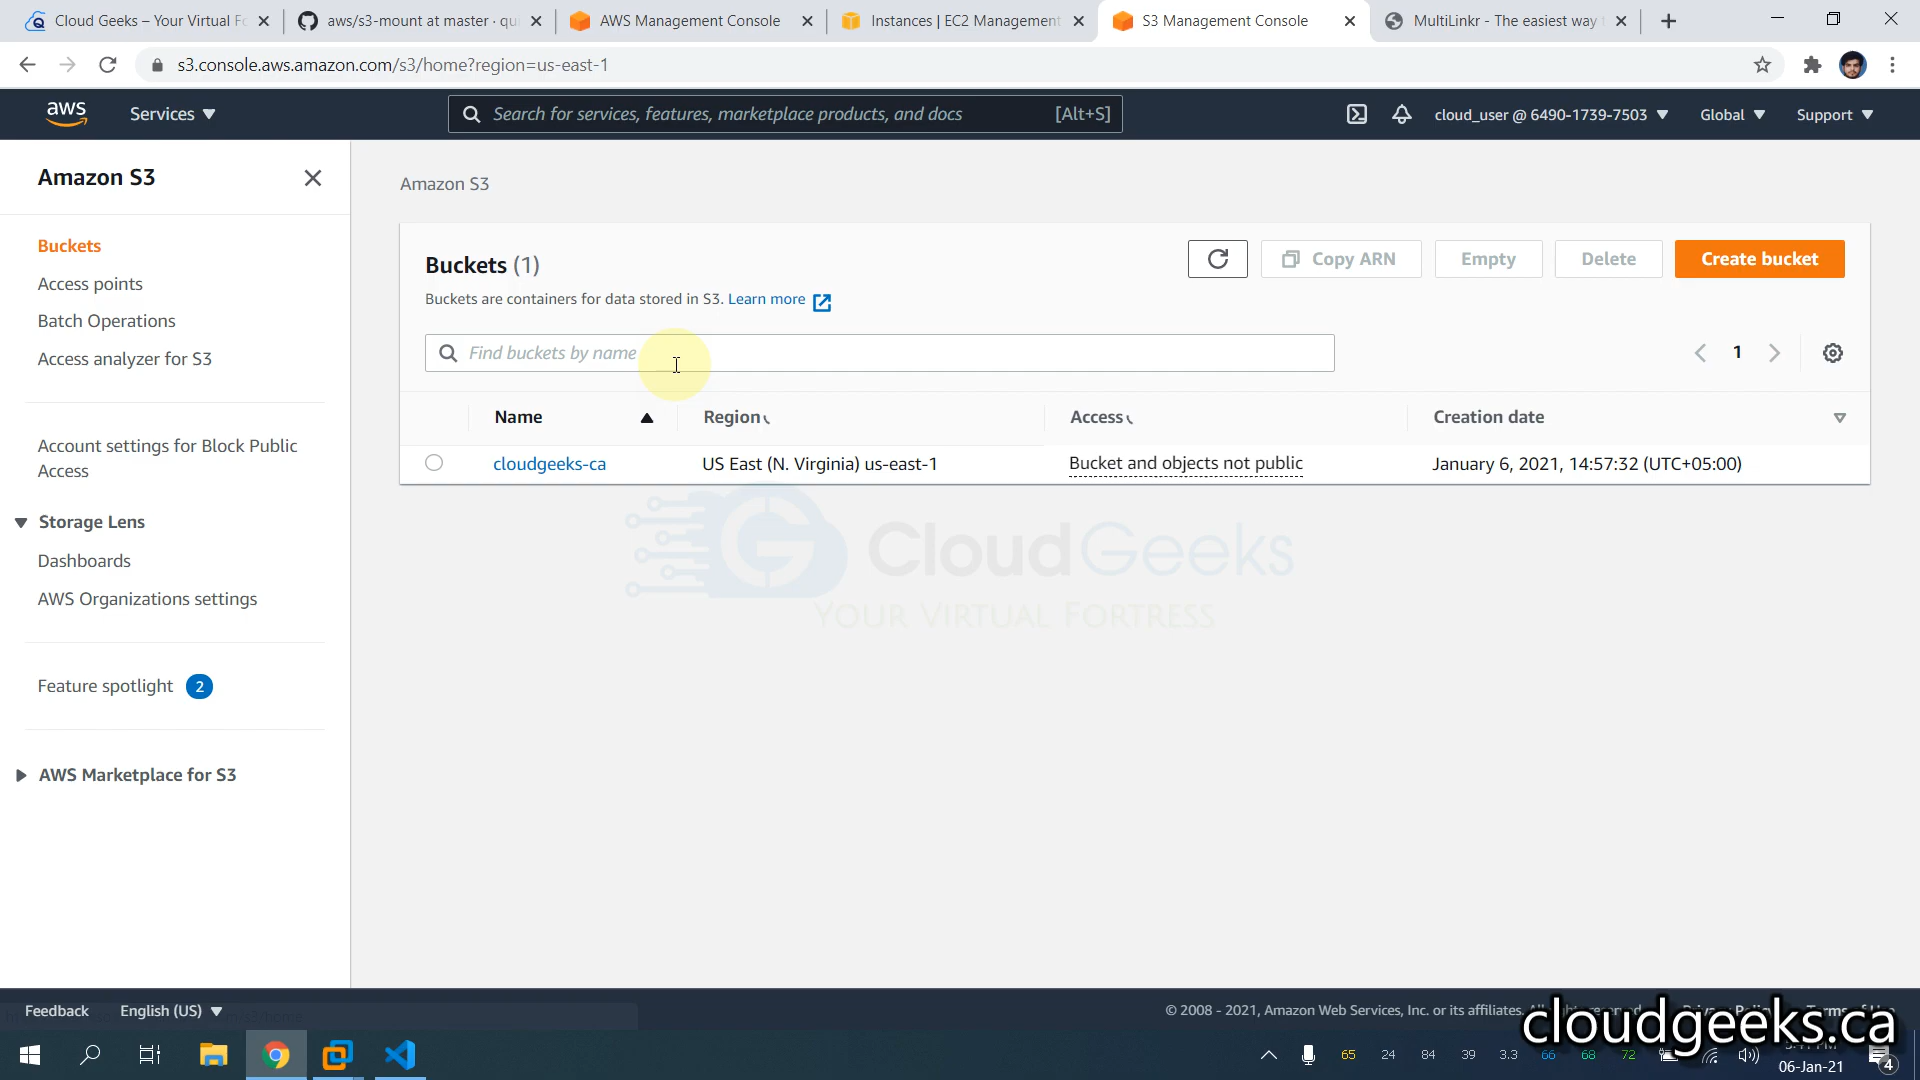 Cloud Geeks – Your Virtual Fo
aws/s3-mount at master · qu
AWS Management Console
Instances | EC2 Management
S3 Management Console
MultiLinkr - The easiest way
s3.console.aws.amazon.com/s3/home?region=us-east-1
aws
Services
Search for services, features, marketplace products, and docs
[Alt+S]
cloud_user @ 6490-1739-7503
Global
Support
Amazon S3
Buckets
Access points
Batch Operations
Access analyzer for S3
Account settings for Block Public
Access
Storage Lens
Dashboards
AWS Organizations settings
Feature spotlight 2
AWS Marketplace for S3
Amazon S3
Buckets (1)
Buckets are containers for data stored in S3. Learn more
Copy ARN
Empty
Delete
Create bucket
Find buckets by name
1
Name
Region
Access
Creation date
cloudgeeks-ca
US East (N. Virginia) us-east-1
Bucket and objects not public
January 6, 2021, 14:57:32 (UTC+05:00)
CloudGeeks
YOUR VIRTUAL FORTRESS
Feedback
English (US)
© 2008 - 2021, Amazon Web Services, Inc. or its affiliates.
cloudgeeks.ca
65 24 84 39 3.3 66 68 72
06-Jan-21
4